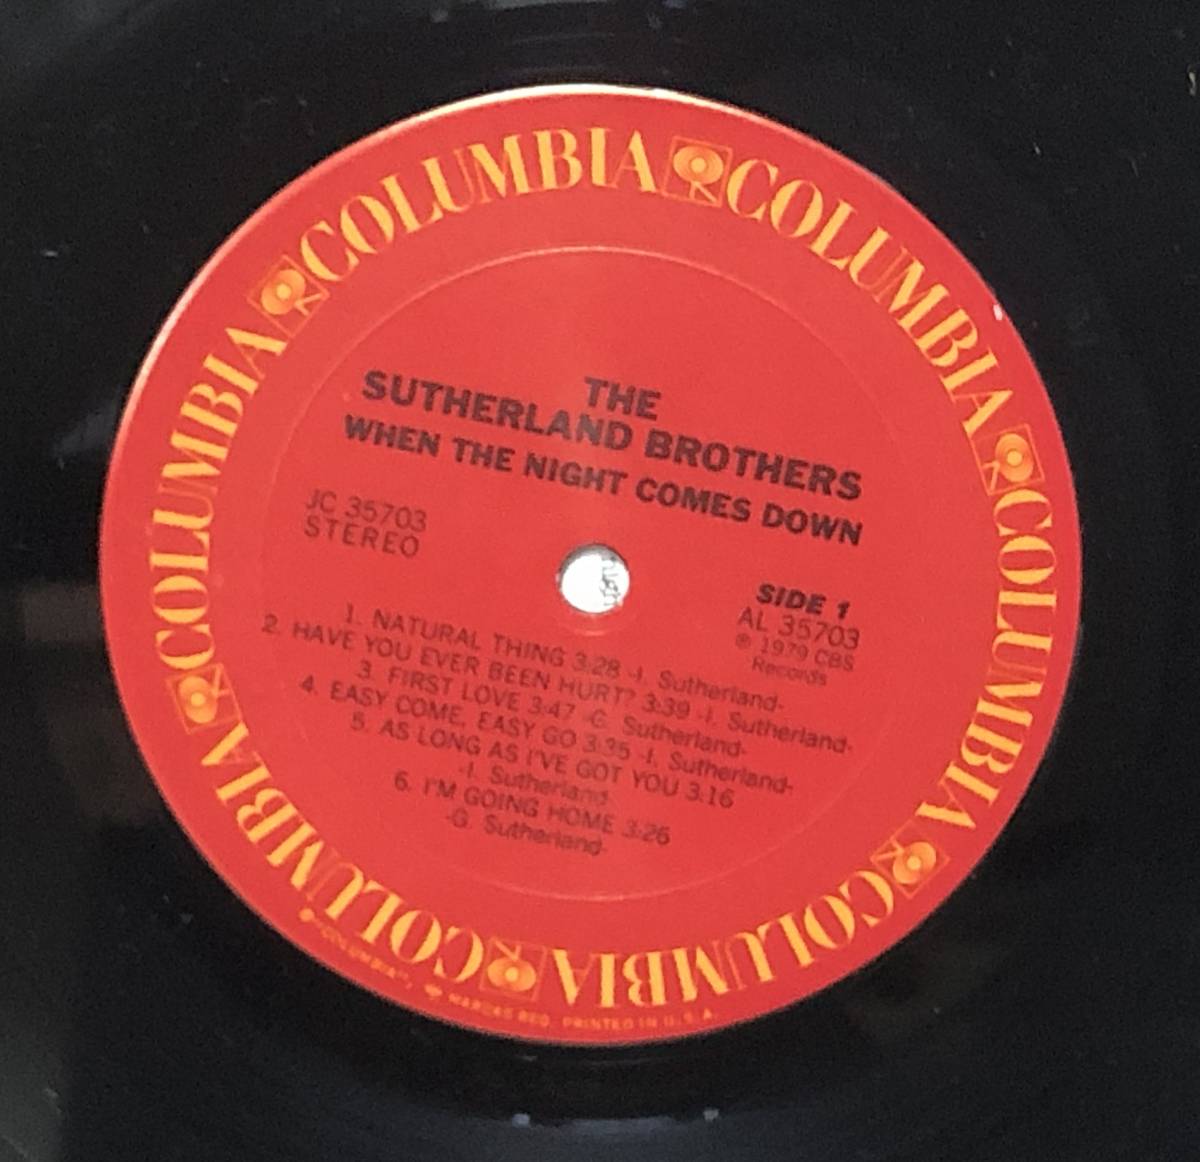 COLUMBIA COLUMBIA COLUMBIA COLUMBIA COLUMBIA COLUMBIA
THE
SUTHERLAND BROTHERS
WHEN THE NIGHT COMES DOWN
JC 35703
STEREO
SIDE 1
AL 35703
℗ 1979 CBS
Records
1. NATURAL THING 3:28 -I. Sutherland-
2. HAVE YOU EVER BEEN HURT? 3:39 -I. Sutherland-
3. FIRST LOVE 3:47 -G. Sutherland-
4. EASY COME, EASY GO 3:35 -I. Sutherland-
5. AS LONG AS I'VE GOT YOU 3:16
-I. Sutherland-
6. I'M GOING HOME 3:26
-G. Sutherland-
"COLUMBIA", MARCAS REG. PRINTED IN U.S.A.